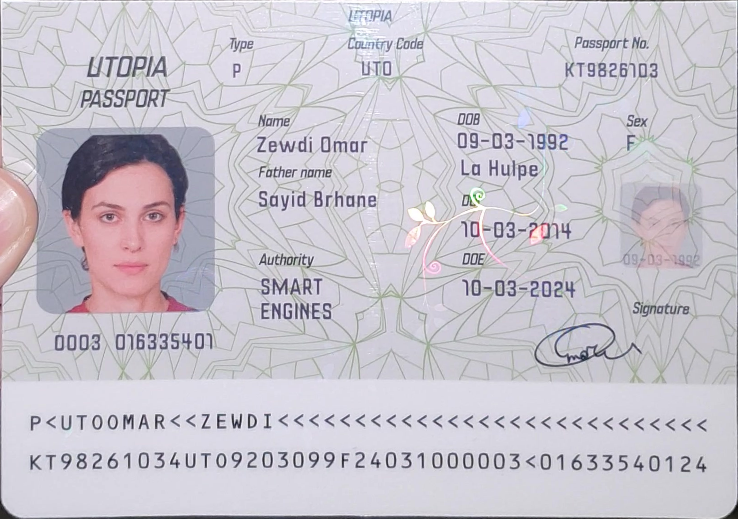 UTOPIA
Type
Country Code
Passport No.
UTOPIA
PASSPORT
P
UTO
KT9826103
Name
DOB
Sex
Zewdi Omar
09-03-1992
F
Father name
La Hulpe
Sayid Brhane
10-03-2014
09-03-1992
Authority
DOE
SMART
ENGINES
10-03-2024
Signature
0003 016335401
P<UTOOMAR<<ZEWDI<<<<<<<<<<<<<<<<<<<<<<<<<<<<
KT98261034UTO9203099F24031000003<01633540124